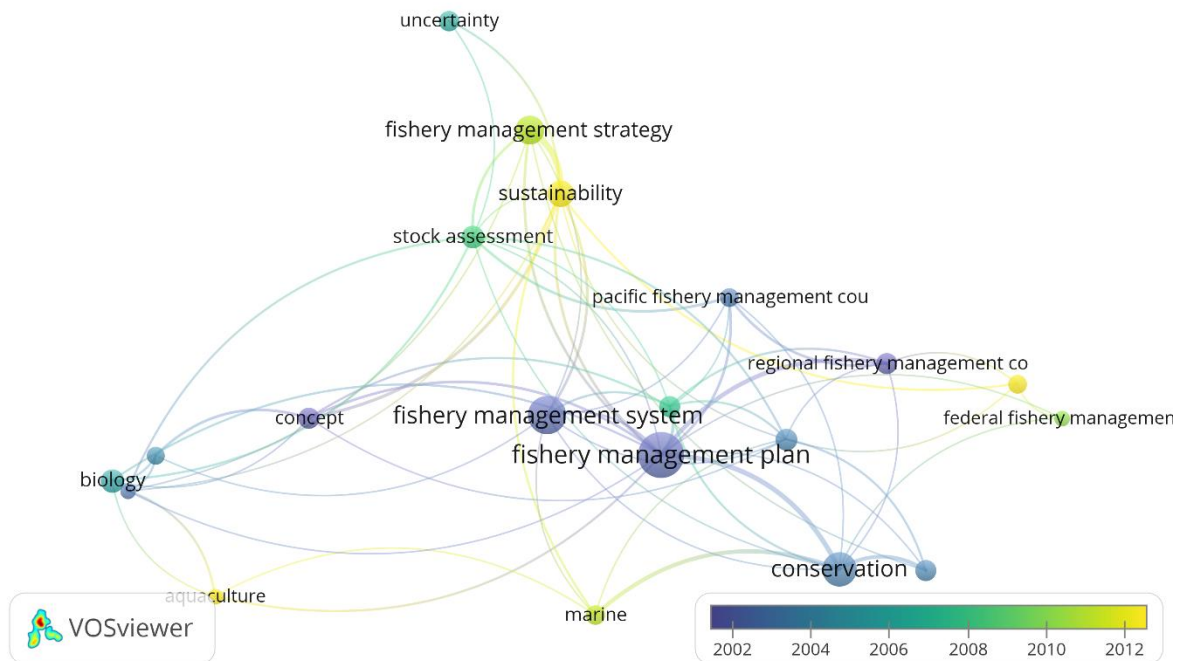 uncertainty
fishery management strategy
sustainability
stock assessment
pacific fishery management cou
regional fishery management co
concept
fishery management system
federal fishery managemen
fishery management plan
biology
conservation
aquaculture
marine
VOSviewer
2002 2004 2006 2008 2010 2012